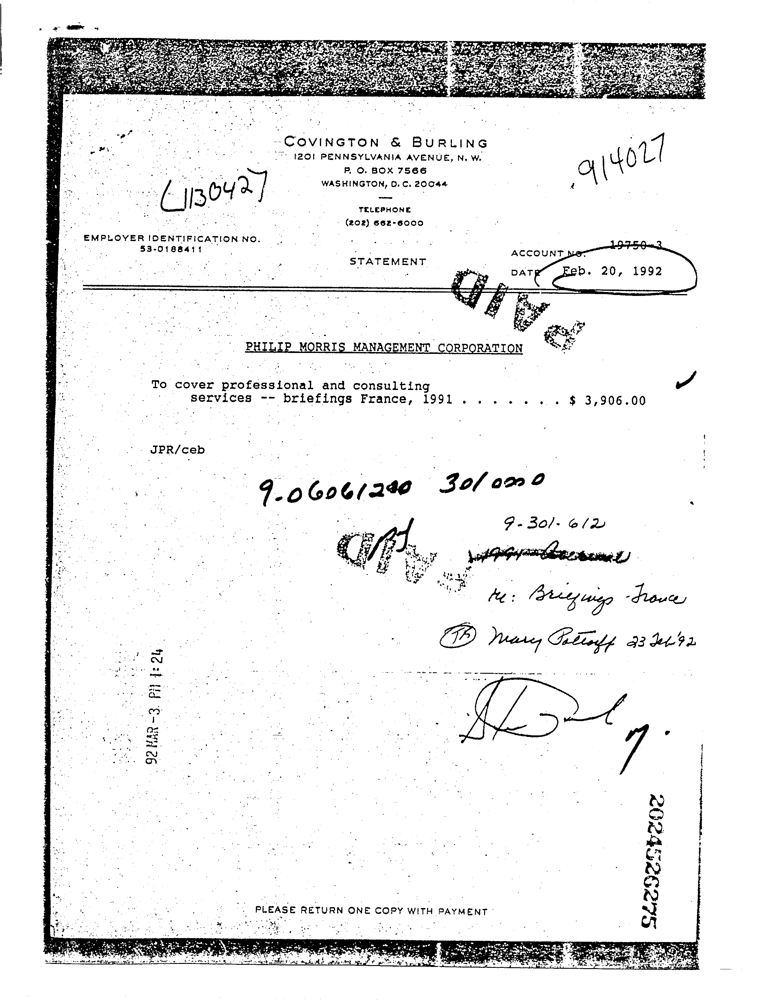 COVINGTON & BURLING
1201 PENNSYLVANIA AVENUE, N. W.
P. O. BOX 7566
WASHINGTON, D. C. 20044
TELEPHONE
(202) 662-6000
914027
1130427
EMPLOYER IDENTIFICATION NO.
53-0188411
STATEMENT
ACCOUNT NO. 19750-3
DATE Feb. 20, 1992
PAID
PHILIP MORRIS MANAGEMENT CORPORATION
To cover professional and consulting
services -- briefings France, 1991 . . . . . . . $ 3,906.00
JPR/ceb
9-06061240 3010000
9-301-612
PAID
re: Briefings - France
Mary 23 Feb '92
92 MAR -3 PM 1:24
2024526275
PLEASE RETURN ONE COPY WITH PAYMENT